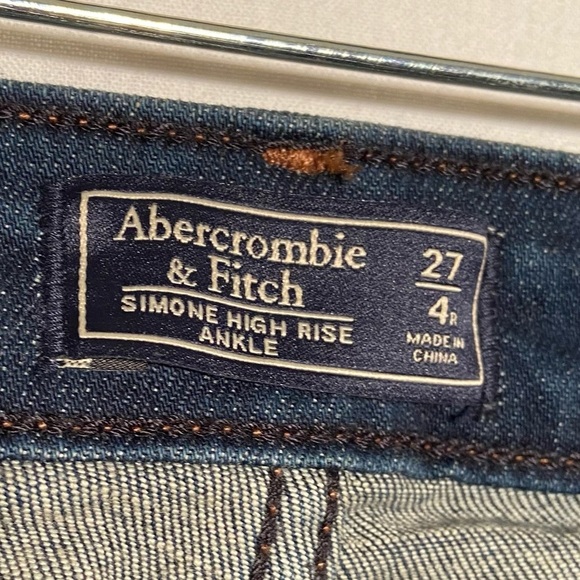 Abercrombie
& Fitch
SIMONE HIGH RISE
ANKLE
27
4R
MADE IN
CHINA